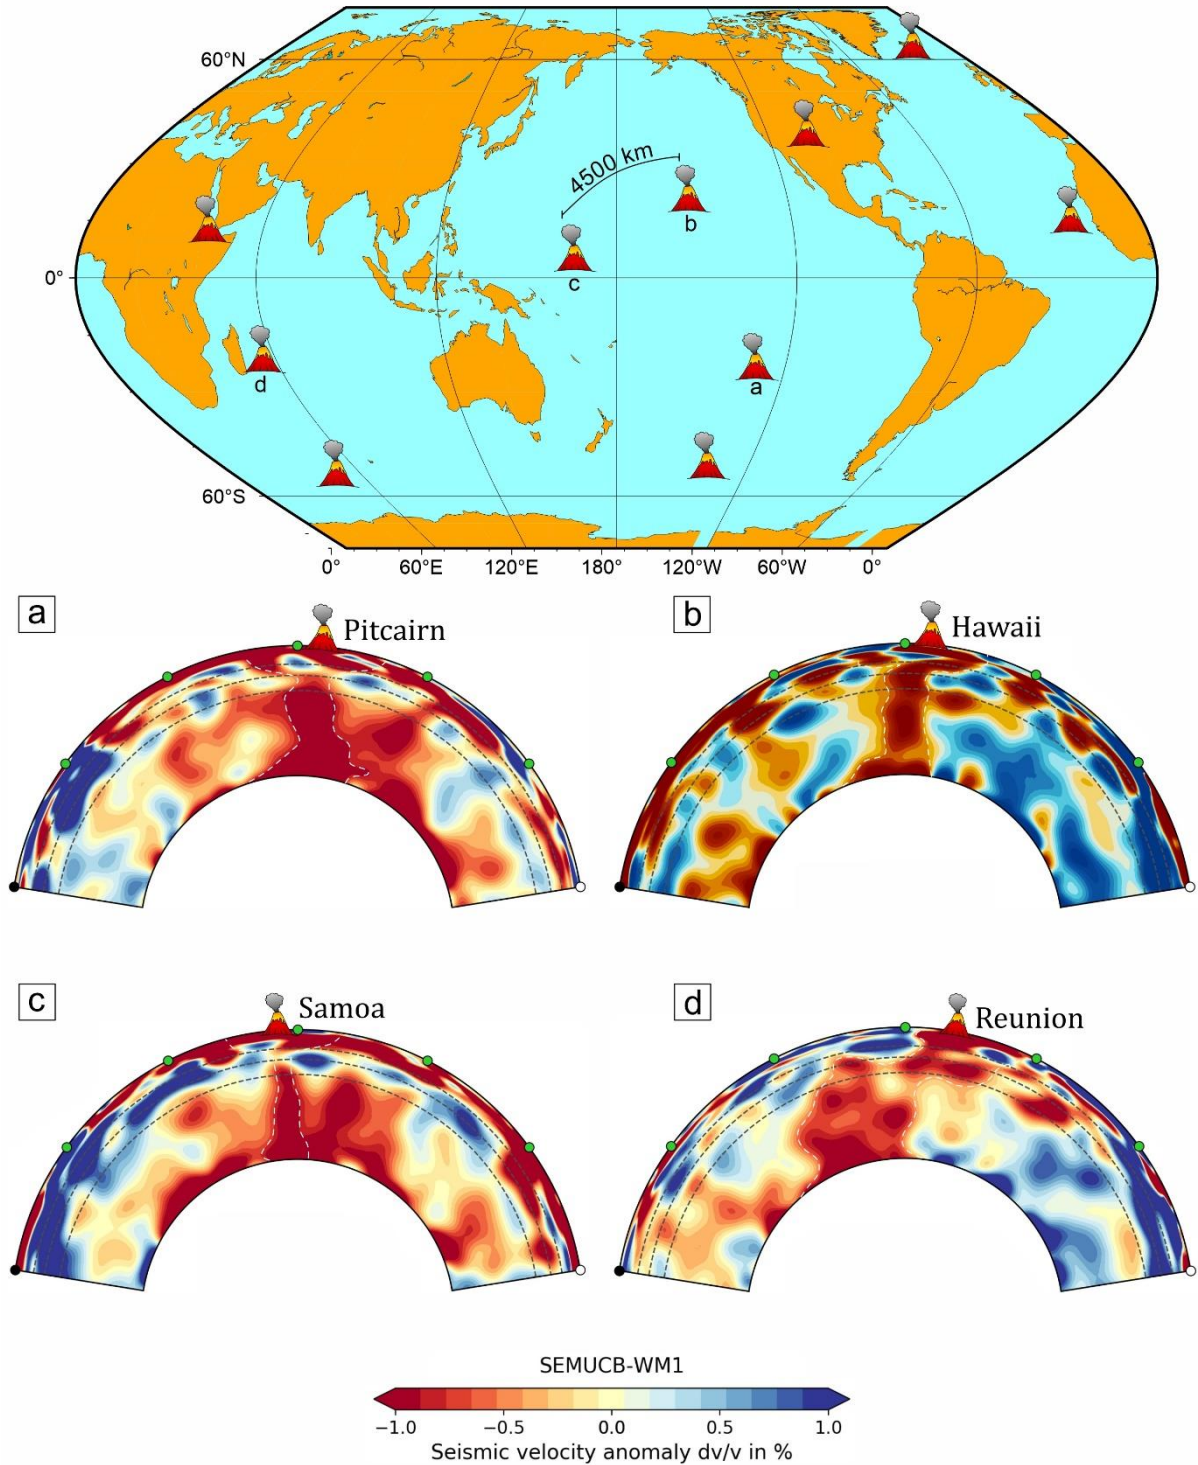 60°N
4500 km
b
c
0°
d
a
60°S
0° 60°E 120°E 180° 120°W 60°W 0°
a
Pitcairn
b
Hawaii
c
Samoa
d
Reunion
SEMUCB-WM1
−1.0 −0.5 0.0 0.5 1.0
Seismic velocity anomaly dv/v in %